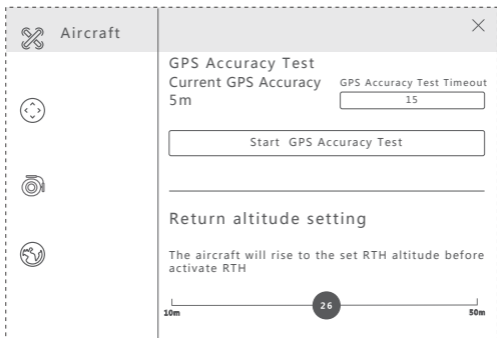 Aircraft
GPS Accuracy Test
Current GPS Accuracy
5m
GPS Accuracy Test Timeout
15
Start GPS Accuracy Test
Return altitude setting
The aircraft will rise to the set RTH altitude before
activate RTH
26
10m
50m